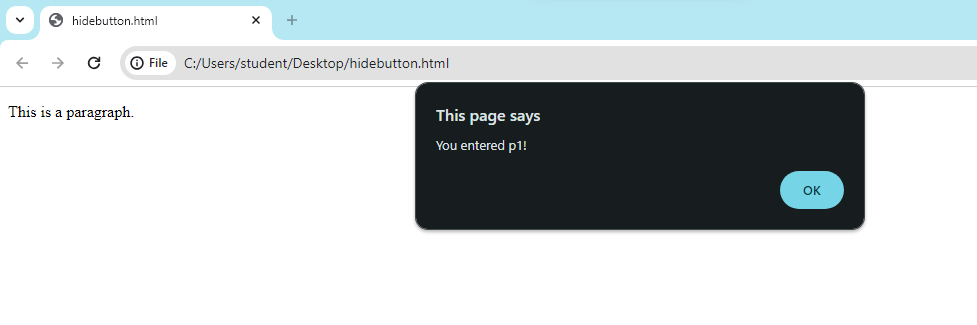 hidebutton.html
File C:/Users/student/Desktop/hidebutton.html
This page says
You entered p1!
OK
This is a paragraph.